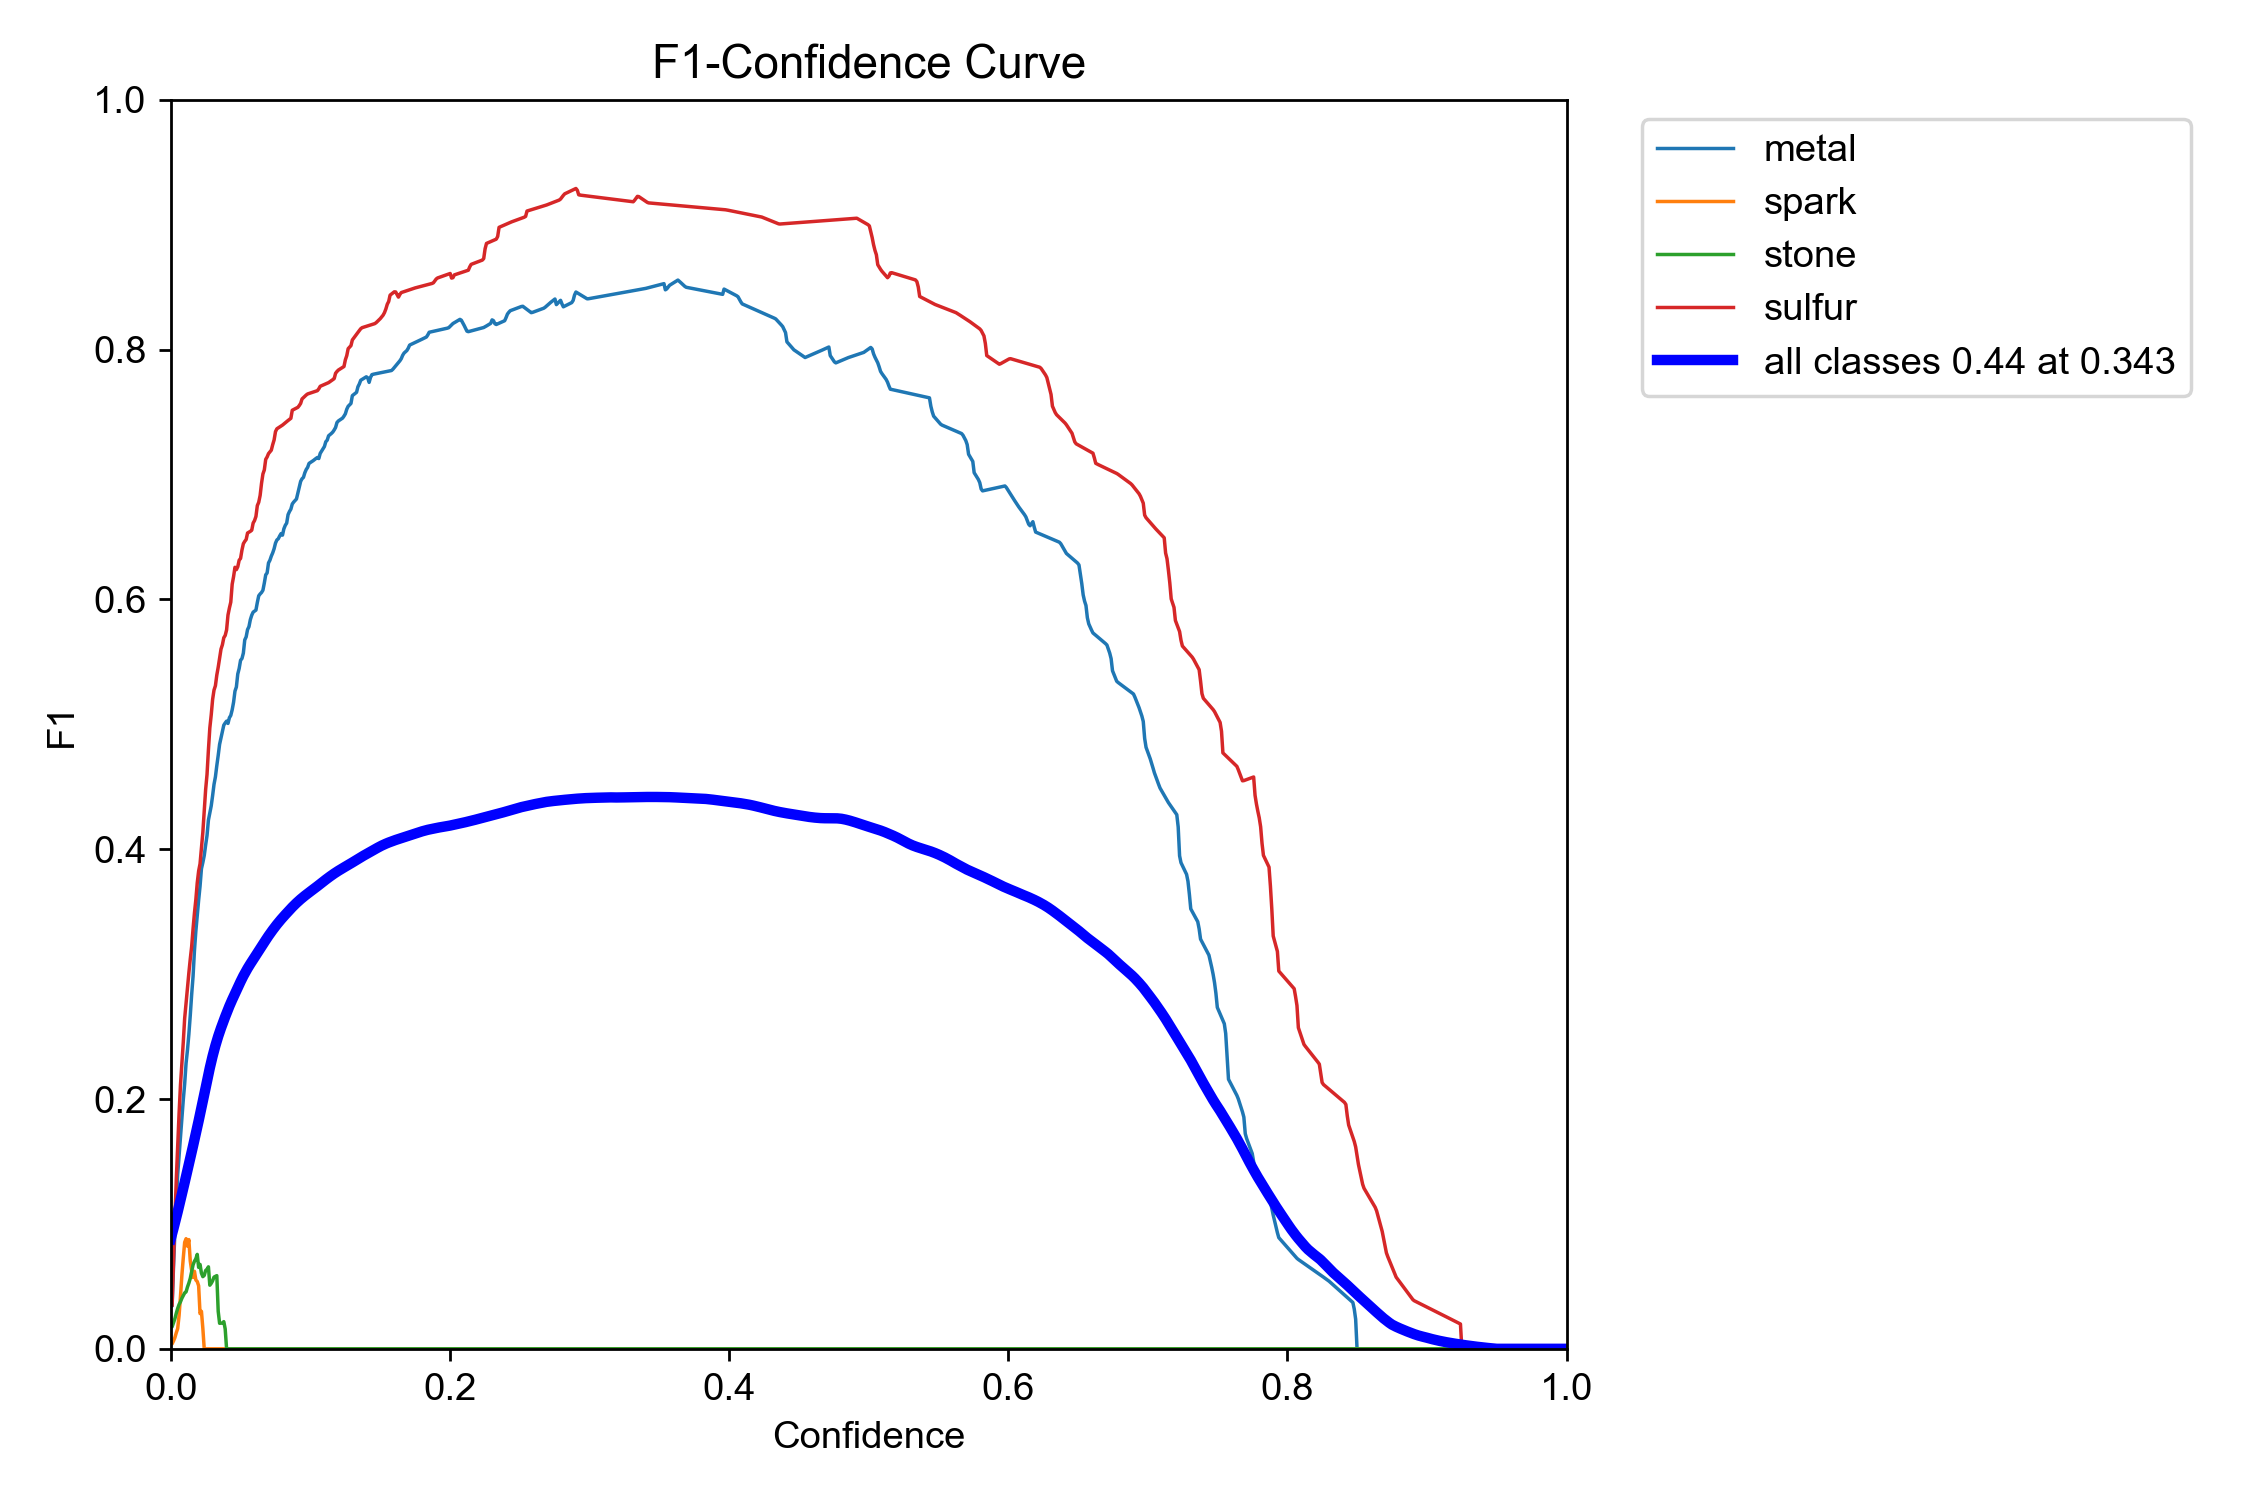 F1-Confidence Curve
1.0
0.8
0.6
0.4
0.2
0.0
F1
0.0 0.2 0.4 0.6 0.8 1.0
Confidence
metal
spark
stone
sulfur
all classes 0.44 at 0.343